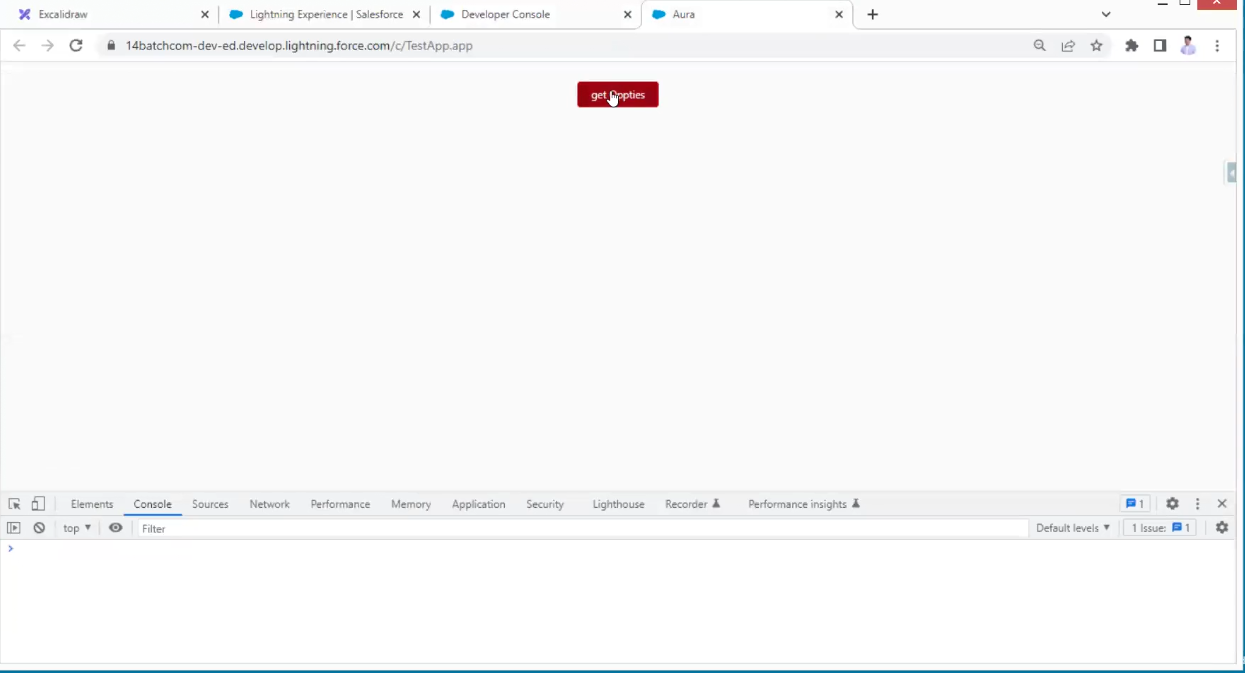 Excalidraw
Lightning Experience | Salesforce
Developer Console
Aura
14batchcom-dev-ed.develop.lightning.force.com/c/TestApp.app
get
Elements Console Sources Network Performance Memory Application Security Lighthouse Recorder Performance insights 1
top Filter Default levels 1 Issue: 1